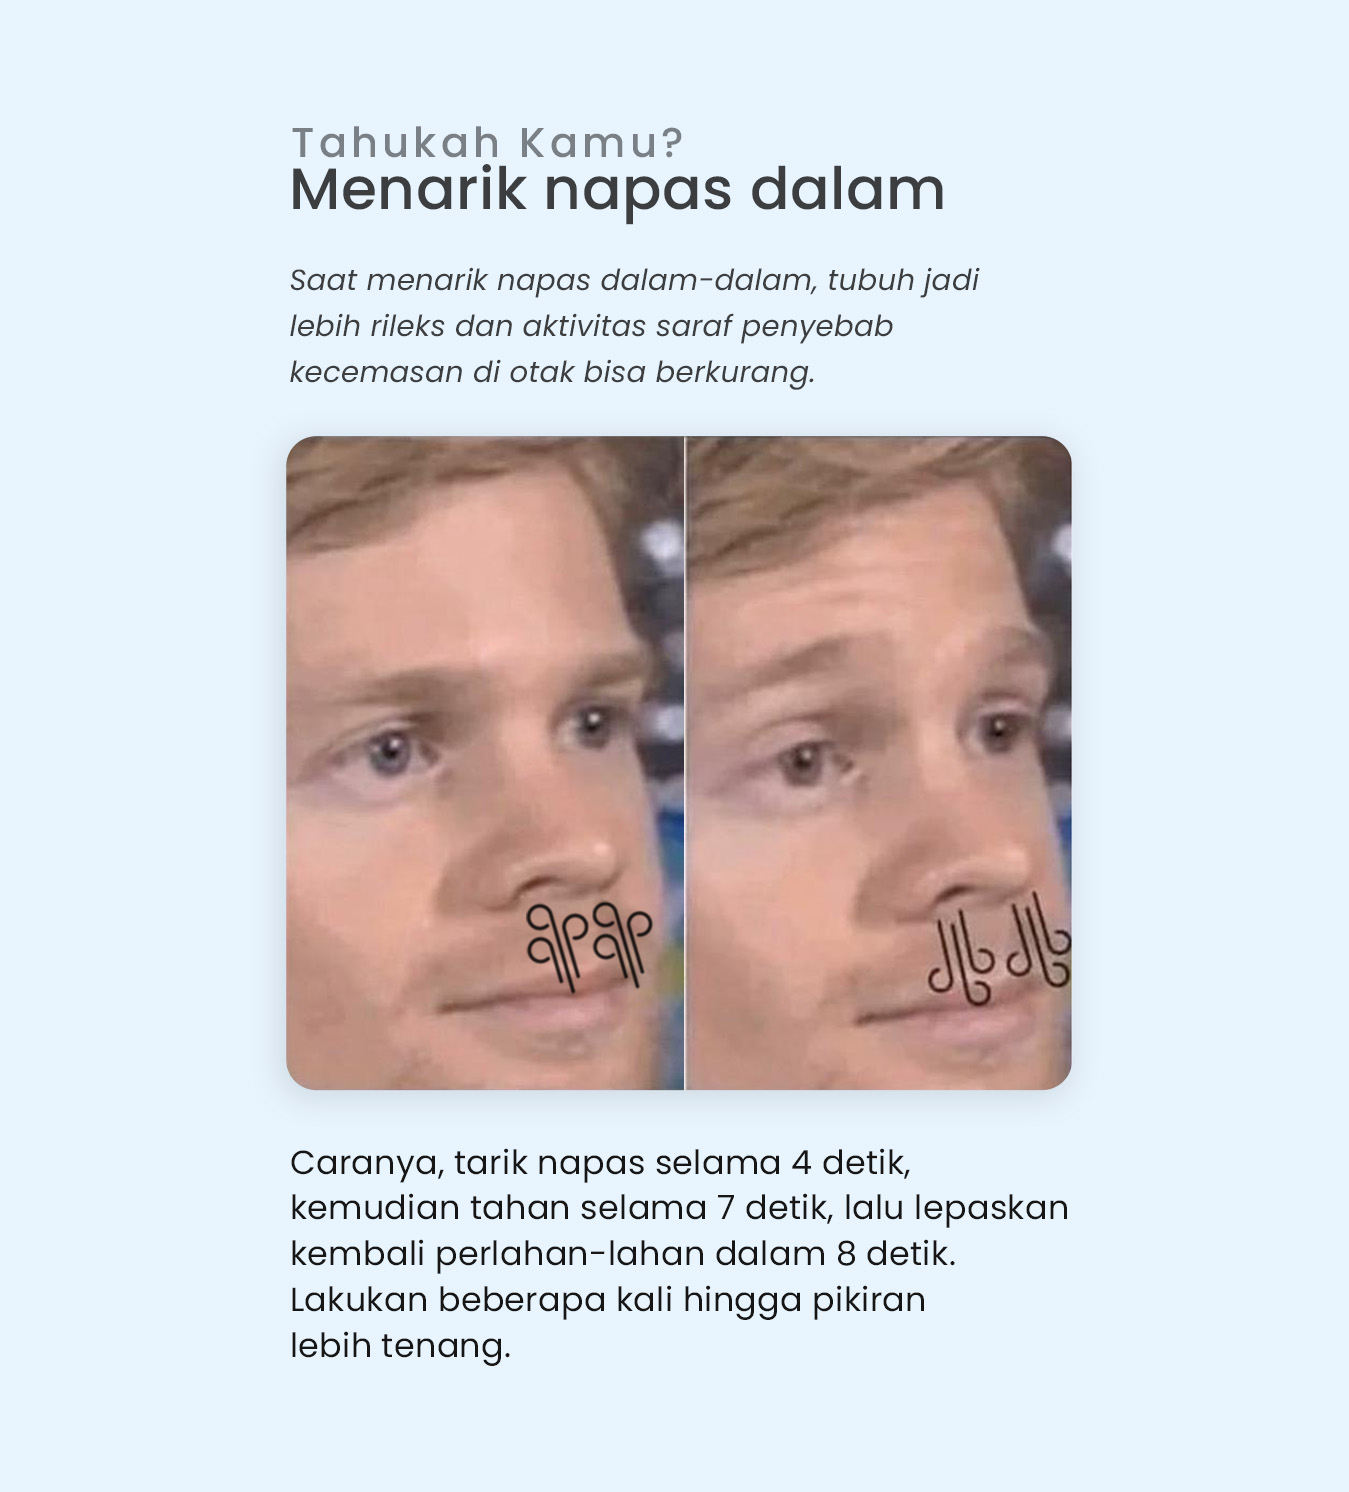 Tahukah Kamu?
Menarik napas dalam
Saat menarik napas dalam-dalam, tubuh jadi
lebih rileks dan aktivitas saraf penyebab
kecemasan di otak bisa berkurang.
Caranya, tarik napas selama 4 detik,
kemudian tahan selama 7 detik, lalu lepaskan
kembali perlahan-lahan dalam 8 detik.
Lakukan beberapa kali hingga pikiran
lebih tenang.